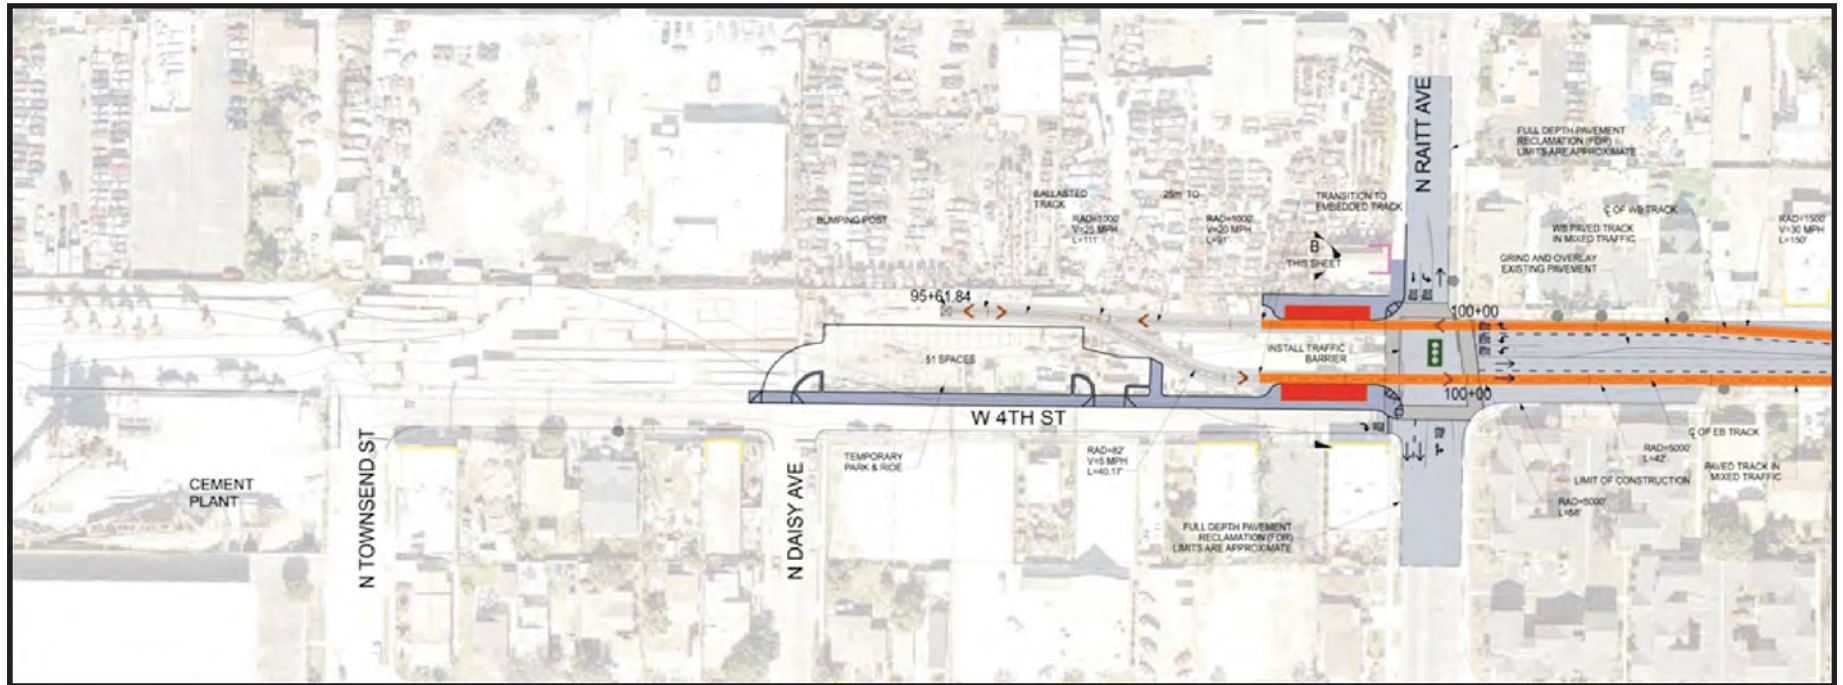 N RAITT AVE
FULL DEPTH PAVEMENT
RECLAMATION (FDR)
LIMITS ARE APPROXIMATE
BUMPING POST
BALLASTED
TRACK
RAD=1000'
V=25 MPH
L=111'
25m TO
RAD=1000'
V=20 MPH
L=91'
TRANSITION TO
EMBEDDED TRACK
B
THIS SHEET
℄ OF WB TRACK
WB PAVED TRACK
IN MIXED TRAFFIC
GRIND AND OVERLAY
EXISTING PAVEMENT
RAD=1500'
V=30 MPH
L=150'
95+61.84
100+00
51 SPACES
INSTALL TRAFFIC
BARRIER
100+00
W 4TH ST
N TOWNSEND ST
N DAISY AVE
CEMENT
PLANT
TEMPORARY
PARK & RIDE
RAD=82'
V=5 MPH
L=40.17'
FULL DEPTH PAVEMENT
RECLAMATION (FDR)
LIMITS ARE APPROXIMATE
℄ OF EB TRACK
RAD=5000'
L=42'
PAVED TRACK IN
MIXED TRAFFIC
LIMIT OF CONSTRUCTION
RAD=5000'
L=58'